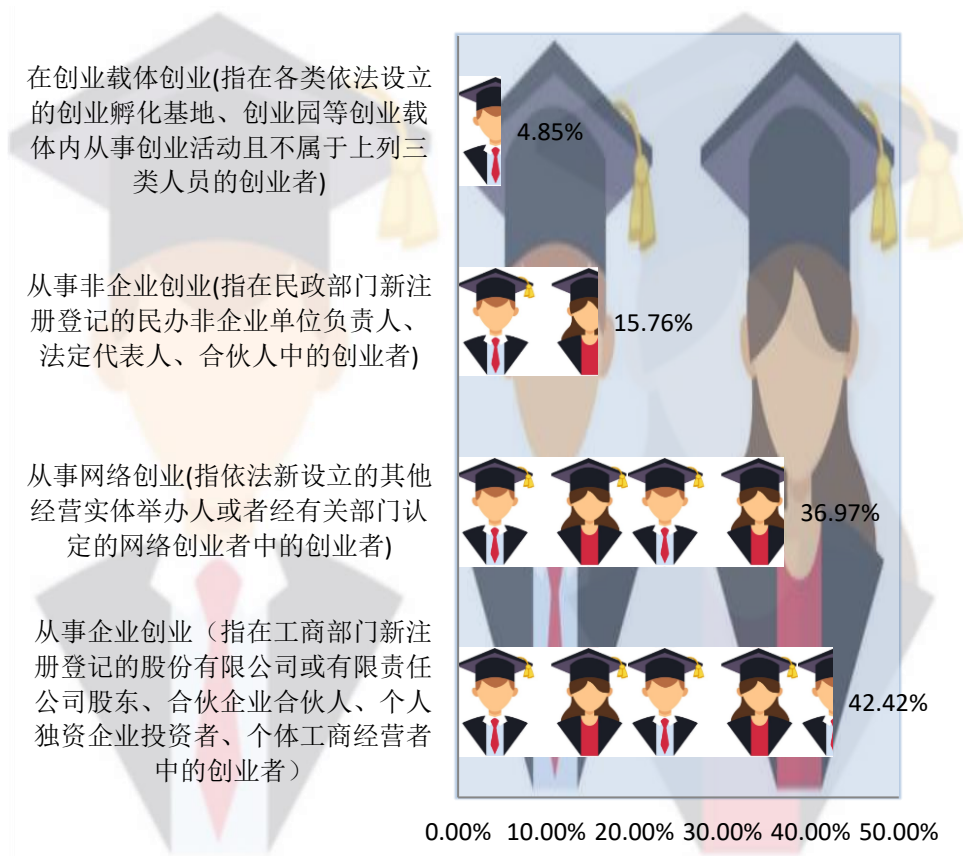 在创业载体创业(指在各类依法设立
的创业孵化基地、创业园等创业载
体内从事创业活动且不属于上列三
类人员的创业者)
4.85%
从事非企业创业(指在民政部门新注
册登记的民办非企业单位负责人、
法定代表人、合伙人中的创业者)
15.76%
从事网络创业(指依法新设立的其他
经营实体举办人或者经有关部门认
定的网络创业者中的创业者)
36.97%
从事企业创业（指在工商部门新注
册登记的股份有限公司或有限责任
公司股东、合伙企业合伙人、个人
独资企业投资者、个体工商经营者
中的创业者）
42.42%
0.00% 10.00% 20.00% 30.00% 40.00% 50.00%